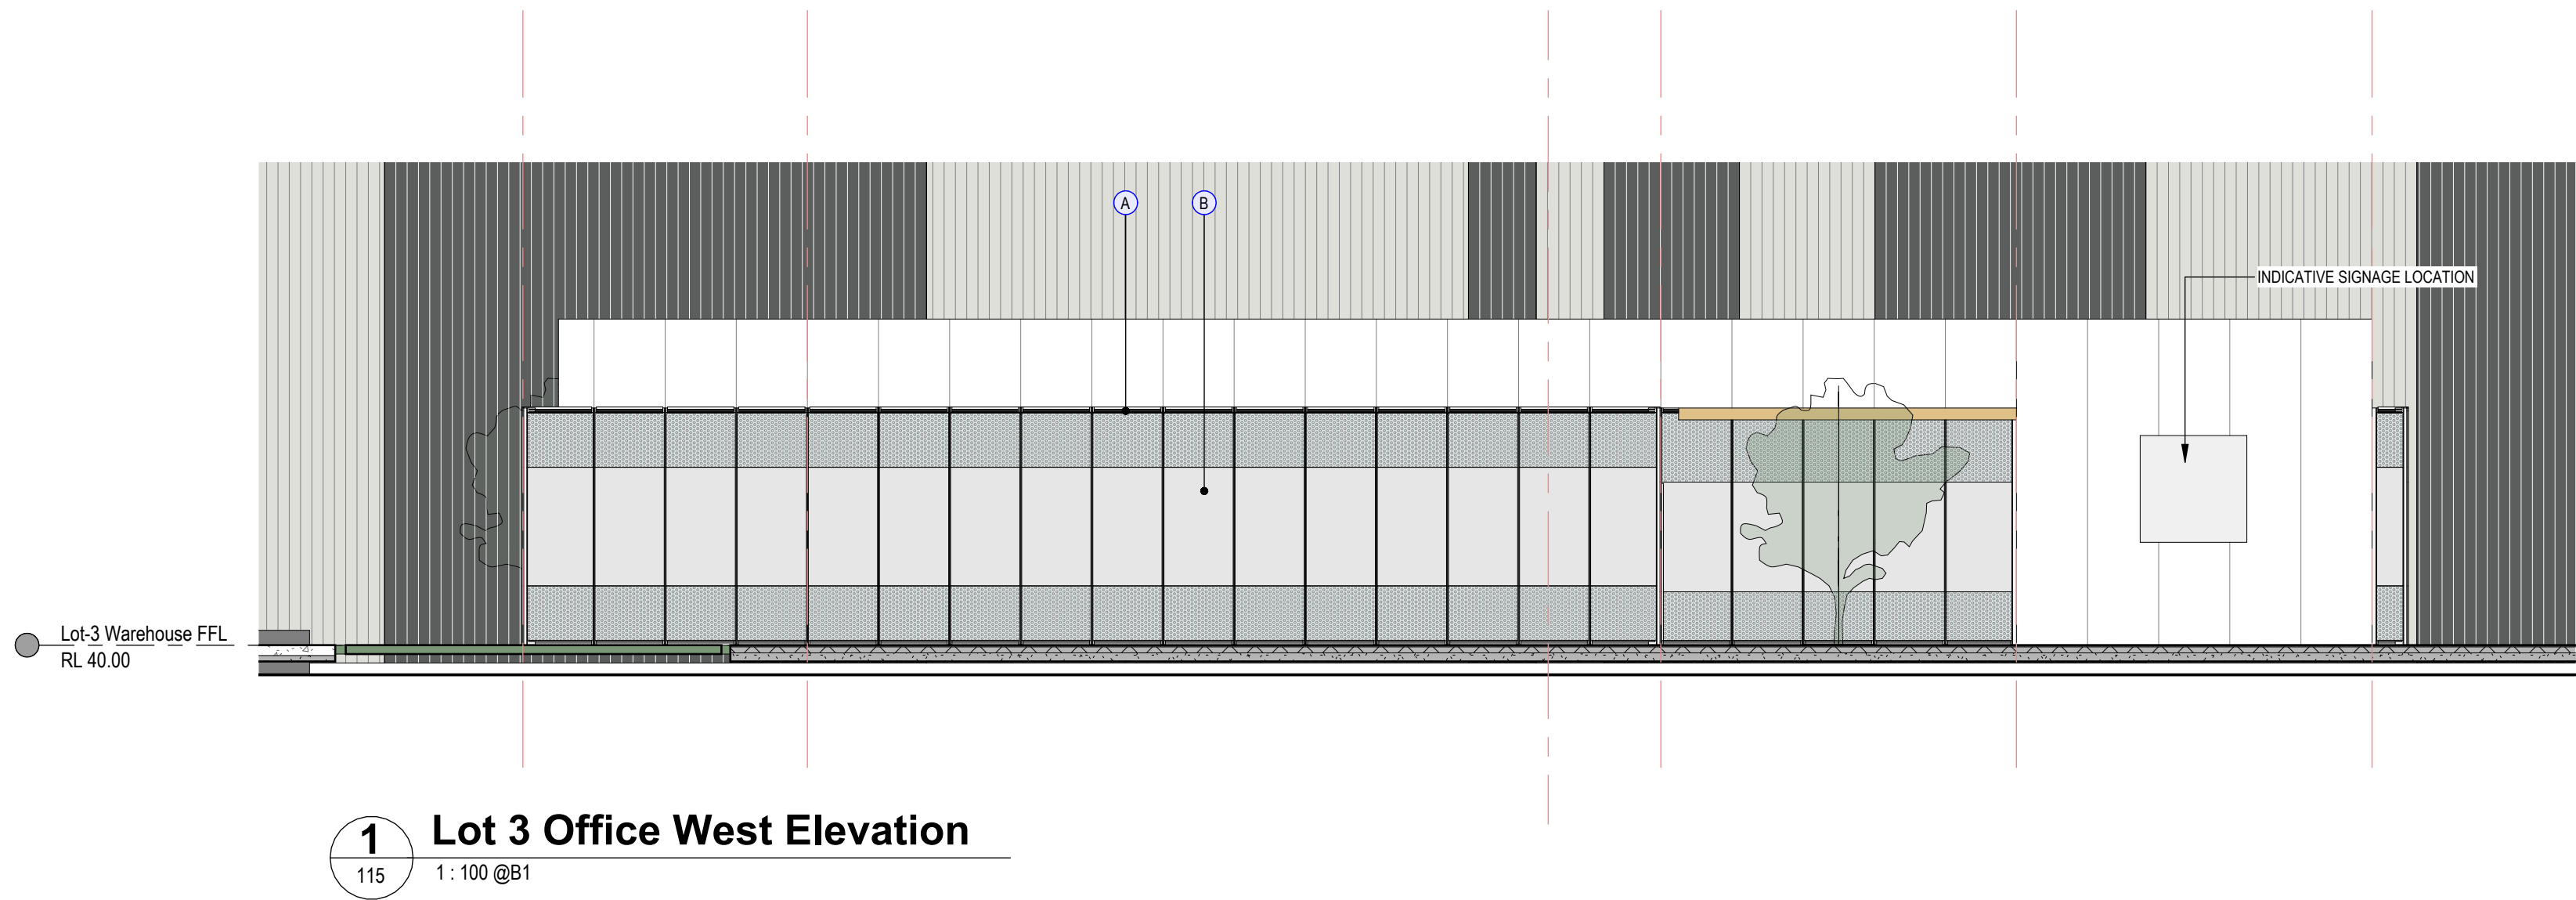 A
B
INDICATIVE SIGNAGE LOCATION
Lot-3 Warehouse FFL
RL 40.00
1
Lot 3 Office West Elevation
115
1 : 100 @B1